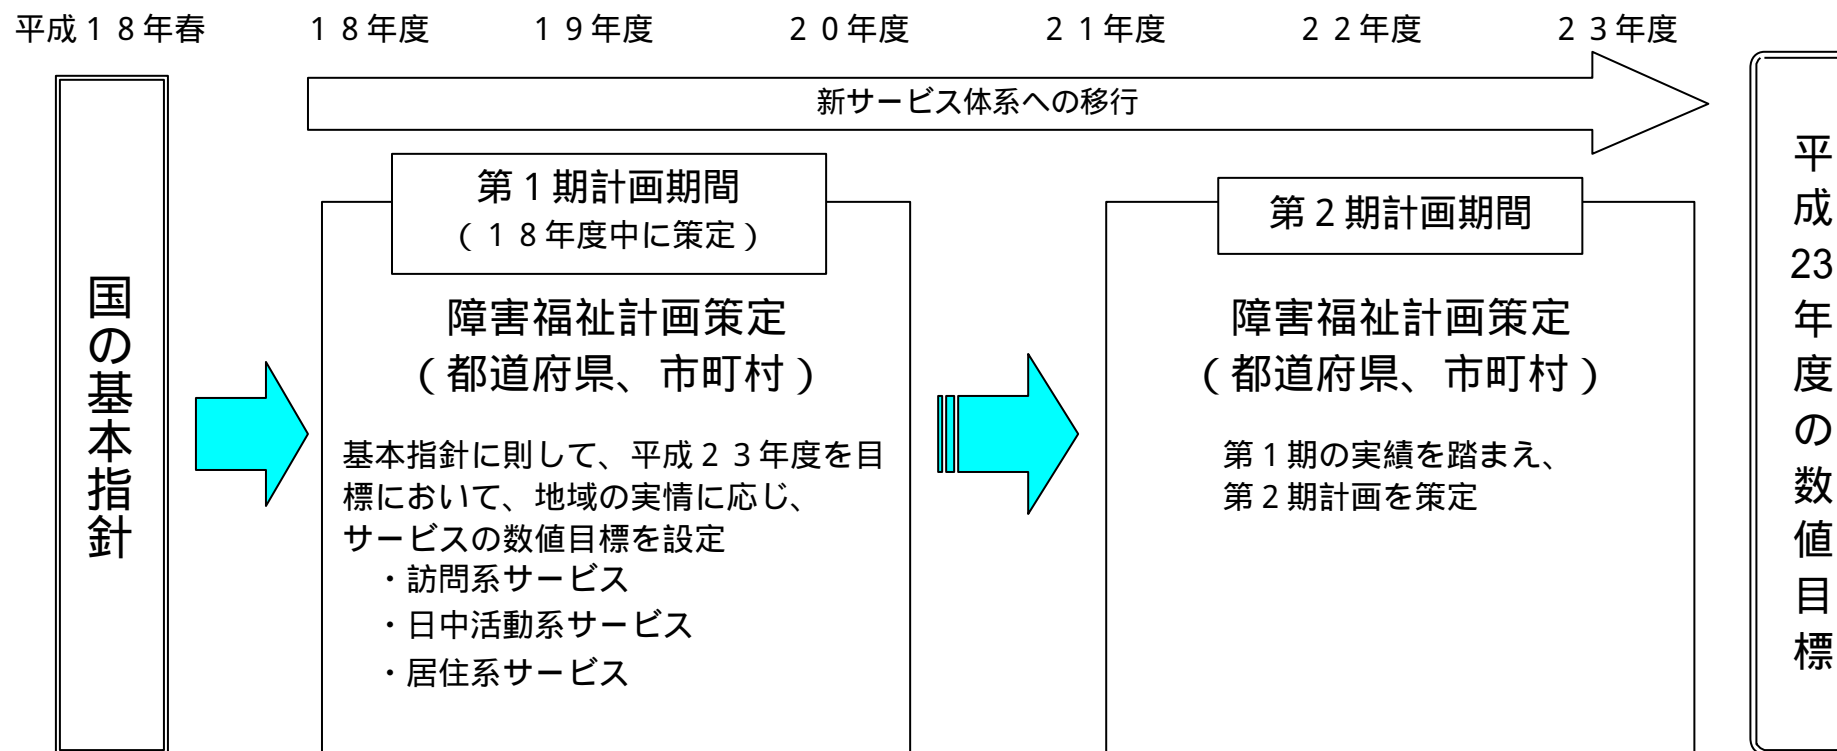 平成１８年春　１８年度　１９年度　２０年度　２１年度　２２年度　２３年度
新サービス体系への移行
国の基本指針
第１期計画期間
（１８年度中に策定）
障害福祉計画策定
（都道府県、市町村）
基本指針に則して、平成２３年度を目
標において、地域の実情に応じ、
サービスの数値目標を設定
・訪問系サービス
・日中活動系サービス
・居住系サービス
第２期計画期間
障害福祉計画策定
（都道府県、市町村）
第１期の実績を踏まえ、
第２期計画を策定
平成23年度の数値目標